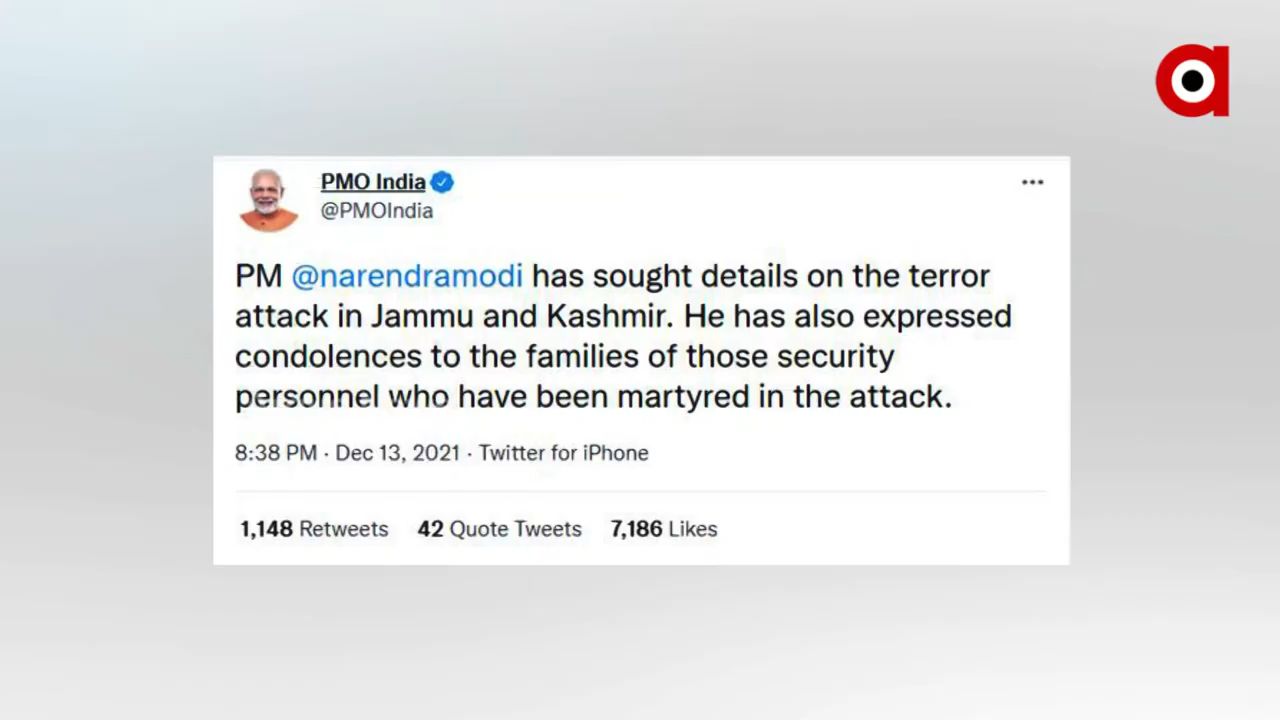 PMO India
@PMOIndia
PM @narendramodi has sought details on the terror
attack in Jammu and Kashmir. He has also expressed
condolences to the families of those security
personnel who have been martyred in the attack.
8:38 PM · Dec 13, 2021 · Twitter for iPhone
1,148 Retweets 42 Quote Tweets 7,186 Likes